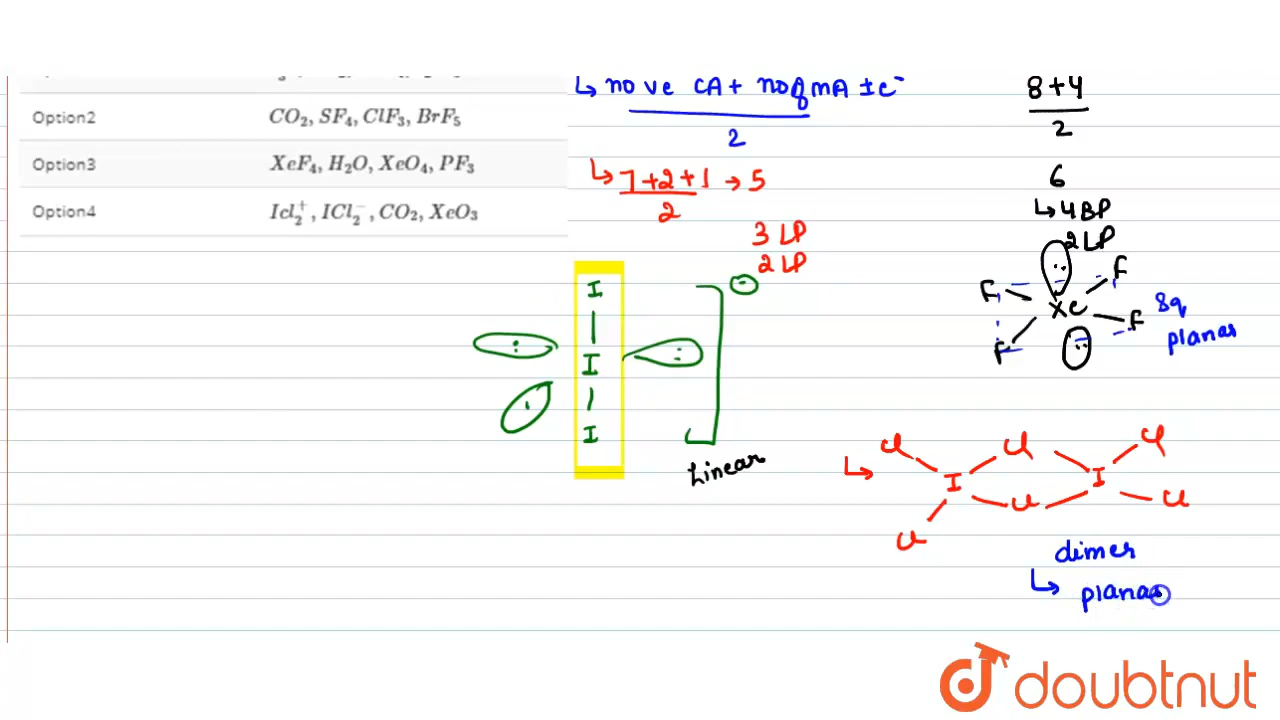 Option2 CO₂, SF₄, ClF₃, BrF₅
Option3 XeF₄, H₂O, XeO₄, PF₃
Option4 Icl₂⁺, ICl₂⁻, CO₂, XeO₃
↳ no ve CA + no of MA ± e⁻
2
↳ 7+2+1 → 5
2
3 LP
2 LP
I
I
I
⊖
Linear
8+4
2
6
↳ 4BP
2 LP
F F
Xe
F F
Sq
planar
↳ Cl Cl Cl
I I
Cl Cl Cl
dimer
↳ planar
doubtnut